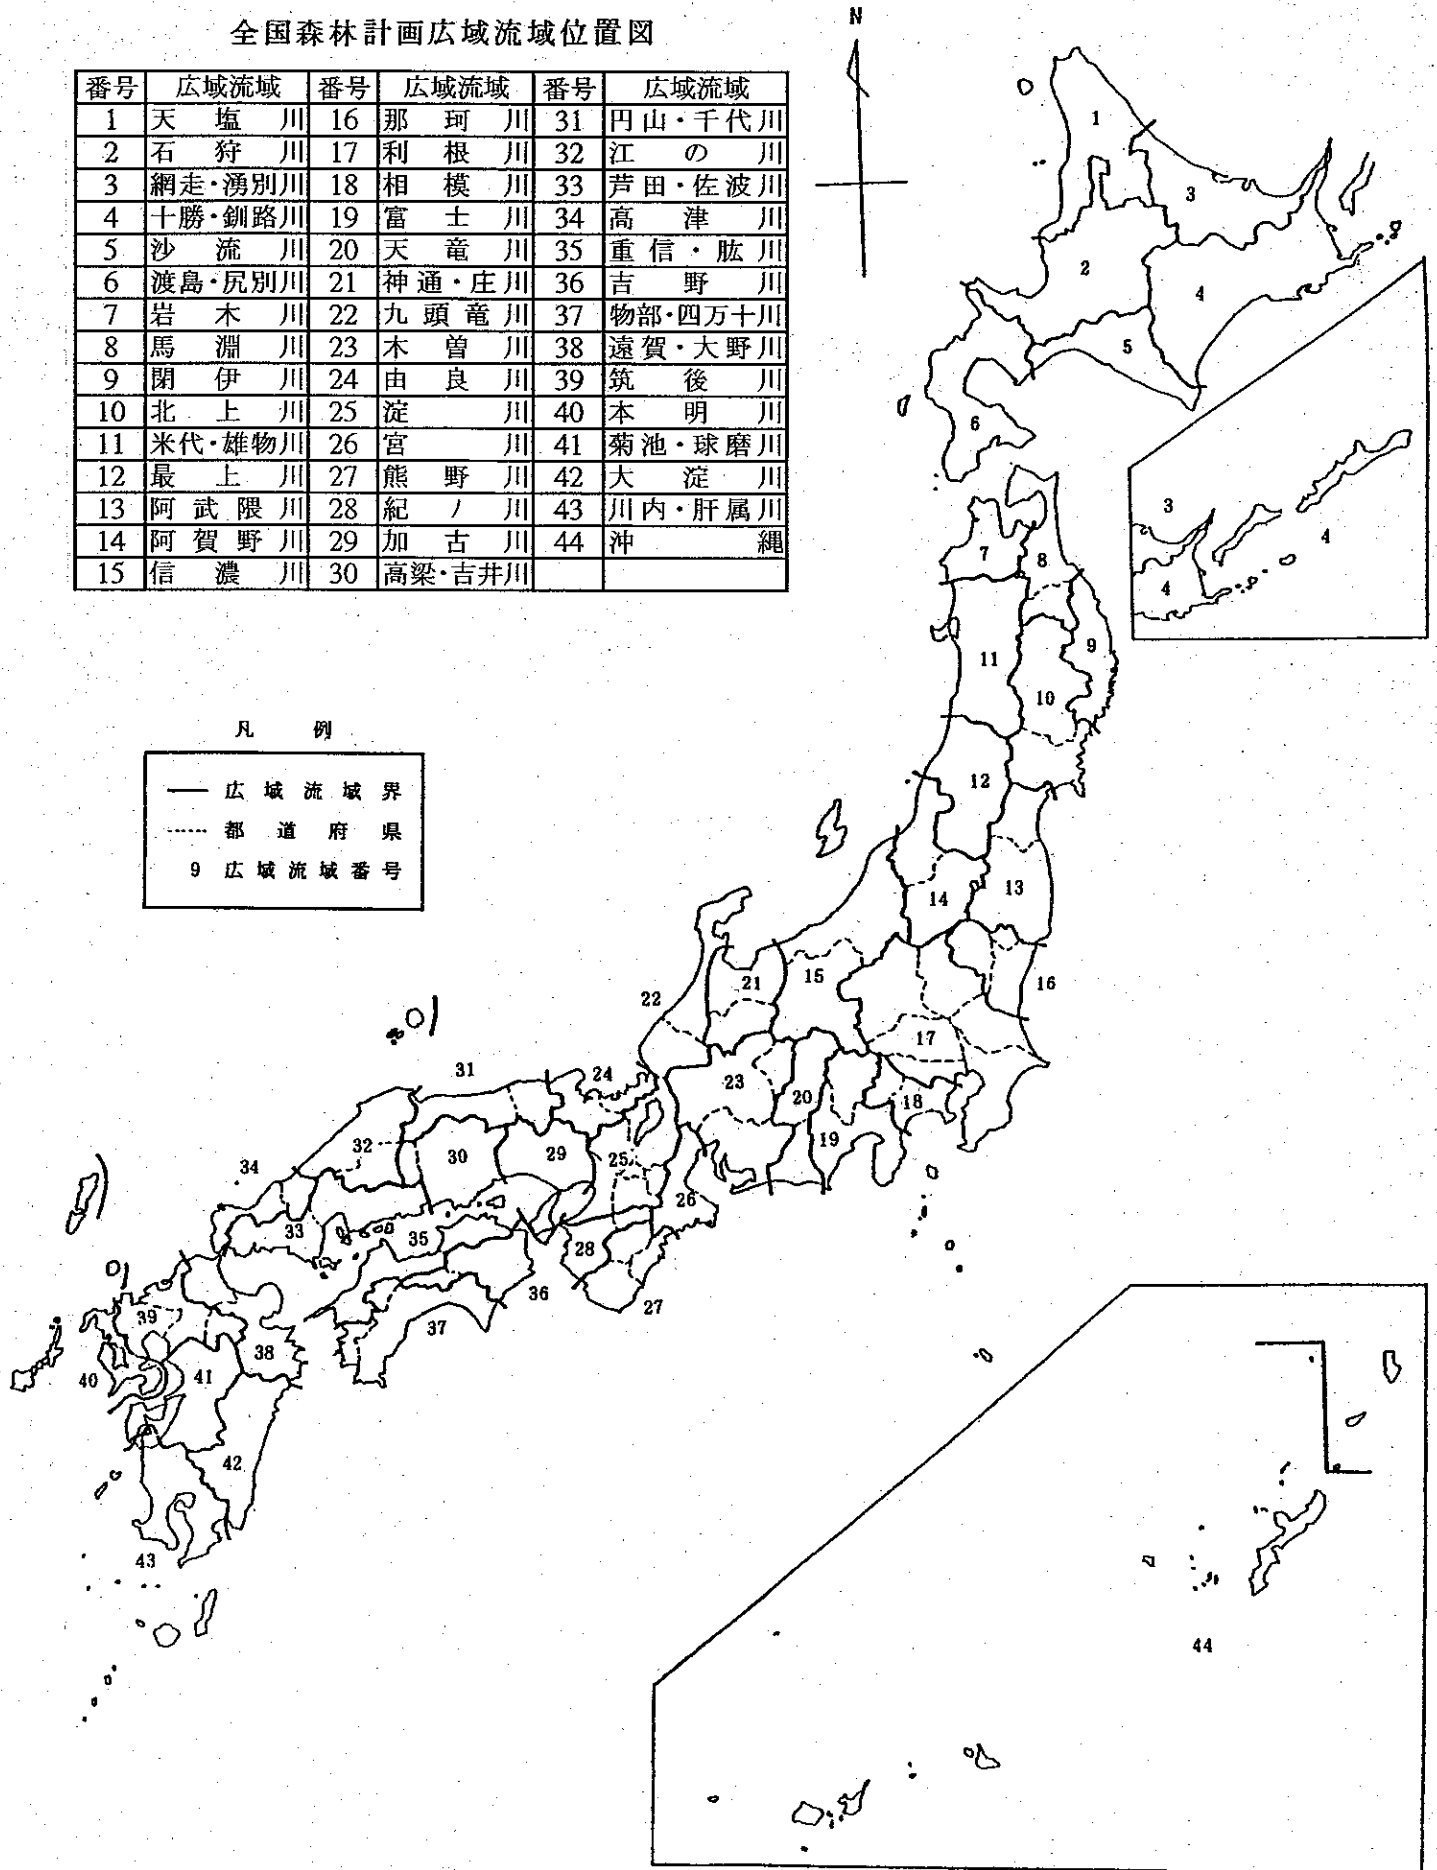 全国森林計画広域流域位置図
番号 広域流域 番号 広域流域 番号 広域流域
1 天塩川 16 那珂川 31 円山・千代川
2 石狩川 17 利根川 32 江の川
3 網走・湧別川 18 相模川 33 芦田・佐波川
4 十勝・釧路川 19 富士川 34 高津川
5 沙流川 20 天竜川 35 重信・肱川
6 渡島・尻別川 21 神通・庄川 36 吉野川
7 岩木川 22 九頭竜川 37 物部・四万十川
8 馬淵川 23 木曽川 38 遠賀・大野川
9 閉伊川 24 由良川 39 筑後川
10 北上川 25 淀川 40 本明川
11 米代・雄物川 26 宮川 41 菊池・球磨川
12 最上川 27 熊野川 42 大淀川
13 阿武隈川 28 紀ノ川 43 川内・肝属川
14 阿賀野川 29 加古川 44 沖縄
15 信濃川 30 高梁・吉井川
N
1
3
2
4
5
6
3
4
4
7
8
9
11
10
凡例
広域流域界
都道府県
9 広域流域番号
12
13
14
15
16
21
22
17
31
24
23
20
18
19
32
30
29
25
34
26
33
35
28
36
27
39
37
38
40
41
42
43
44